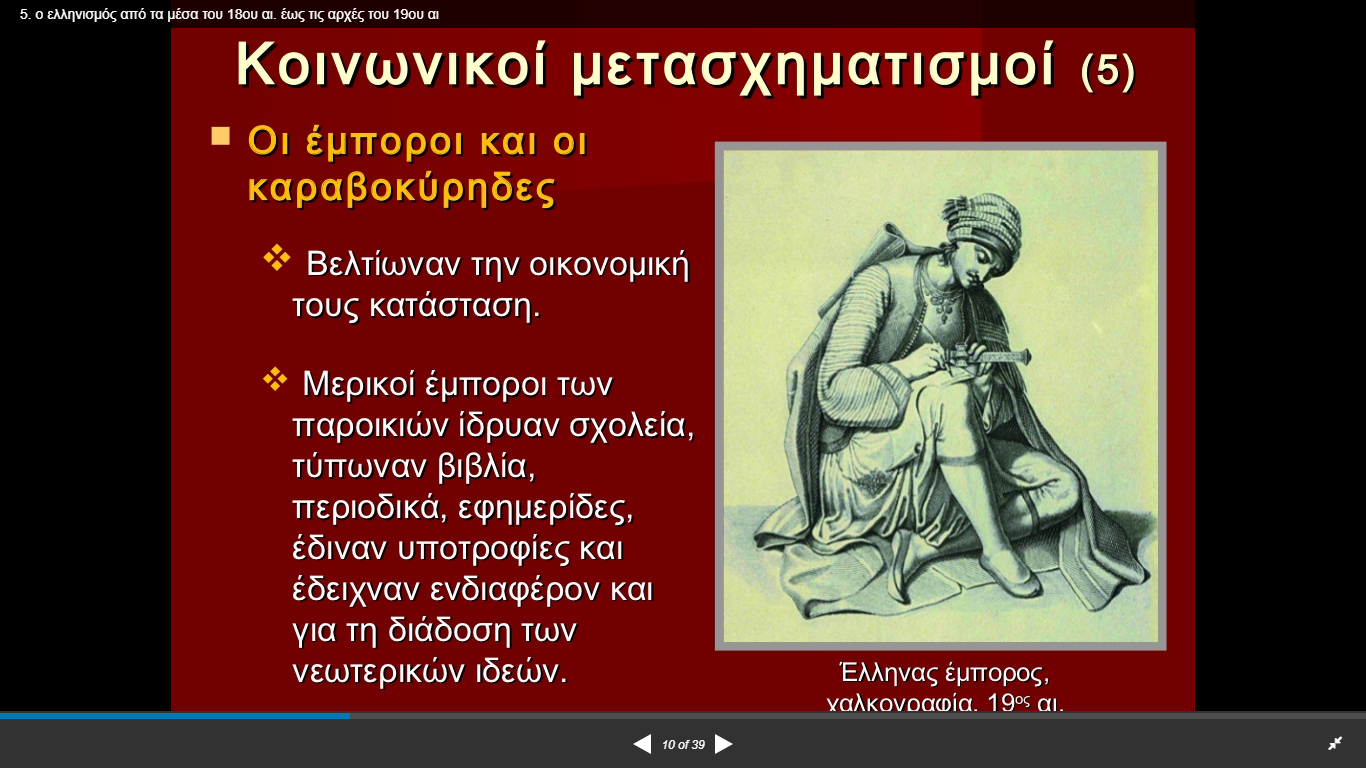 5. ο ελληνισμός από τα μέσα του 18ου αι. έως τις αρχές του 19ου αι
Κοινωνικοί μετασχηματισμοί (5)
Οι έμποροι και οι
καραβοκύρηδες
Βελτίωναν την οικονομική
τους κατάσταση.
Μερικοί έμποροι των
παροικιών ίδρυαν σχολεία,
τύπωναν βιβλία,
περιοδικά, εφημερίδες,
έδιναν υποτροφίες και
έδειχναν ενδιαφέρον και
για τη διάδοση των
νεωτερικών ιδεών.
Έλληνας έμπορος,
χαλκογραφία, 19ος αι.
10 of 39